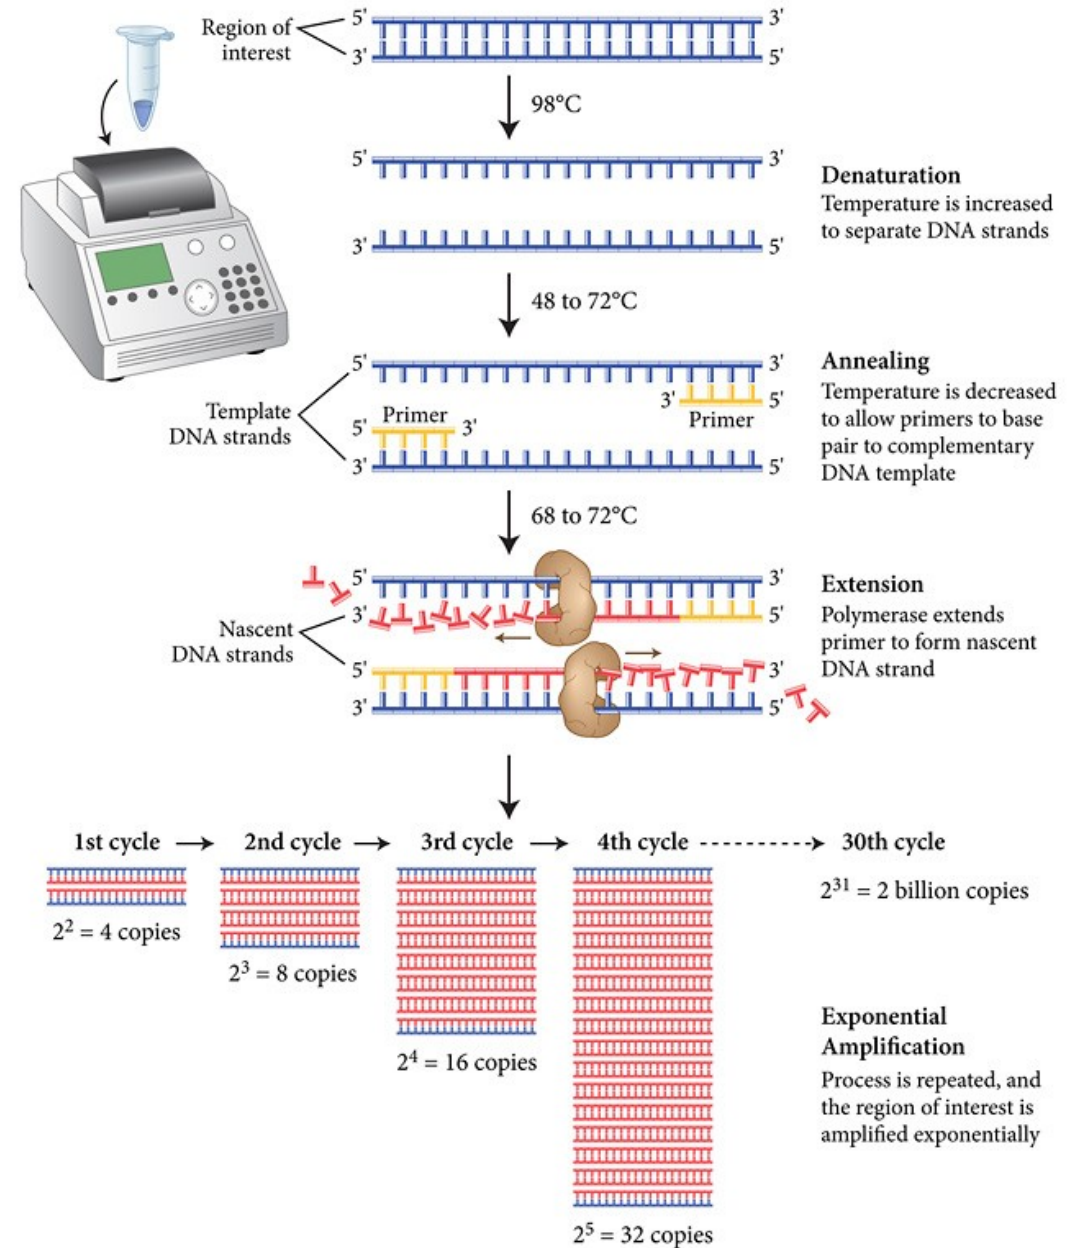 Region of
interest
5'
3'
3'
5'
98°C
5'
3'
3'
5'
Denaturation
Temperature is increased
to separate DNA strands
48 to 72°C
Template
DNA strands
5'
3'
3'
5'
Primer
Primer
5'
3'
3'
5'
Annealing
Temperature is decreased
to allow primers to base
pair to complementary
DNA template
68 to 72°C
Nascent
DNA strands
5'
3'
3'
5'
5'
3'
3'
5'
Extension
Polymerase extends
primer to form nascent
DNA strand
1st cycle
2nd cycle
3rd cycle
4th cycle
30th cycle
2² = 4 copies
2³ = 8 copies
2⁴ = 16 copies
2⁵ = 32 copies
2³¹ = 2 billion copies
Exponential
Amplification
Process is repeated, and
the region of interest is
amplified exponentially